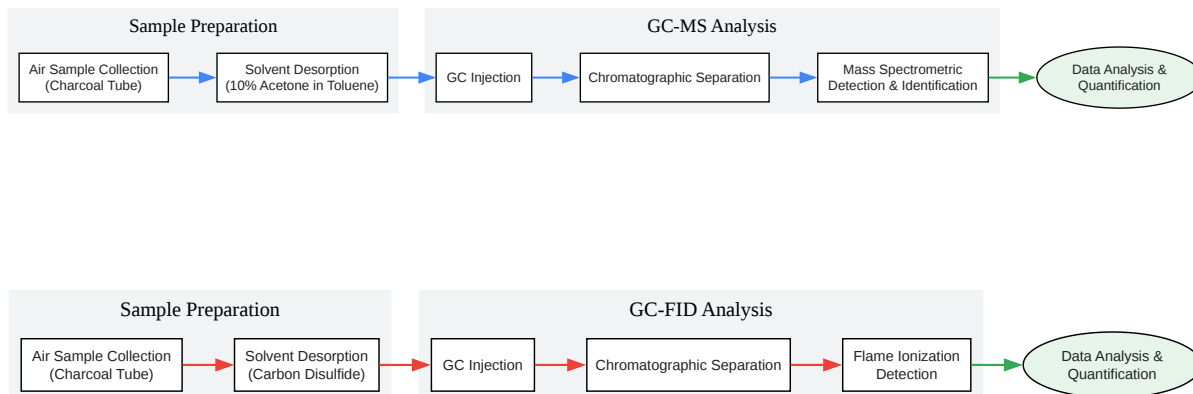 Sample Preparation
GC-MS Analysis
Air Sample Collection
(Charcoal Tube)
Solvent Desorption
(10% Acetone in Toluene)
GC Injection
Chromatographic Separation
Mass Spectrometric
Detection & Identification
Data Analysis &
Quantification
Sample Preparation
GC-FID Analysis
Air Sample Collection
(Charcoal Tube)
Solvent Desorption
(Carbon Disulfide)
GC Injection
Chromatographic Separation
Flame Ionization
Detection
Data Analysis &
Quantification